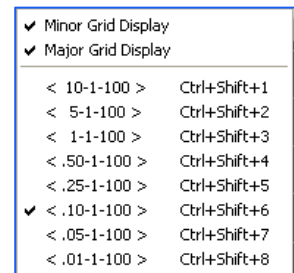 Minor Grid Display
Major Grid Display
< 10-1-100 > Ctrl+Shift+1
< 5-1-100 > Ctrl+Shift+2
< 1-1-100 > Ctrl+Shift+3
< .50-1-100 > Ctrl+Shift+4
< .25-1-100 > Ctrl+Shift+5
< .10-1-100 > Ctrl+Shift+6
< .05-1-100 > Ctrl+Shift+7
< .01-1-100 > Ctrl+Shift+8